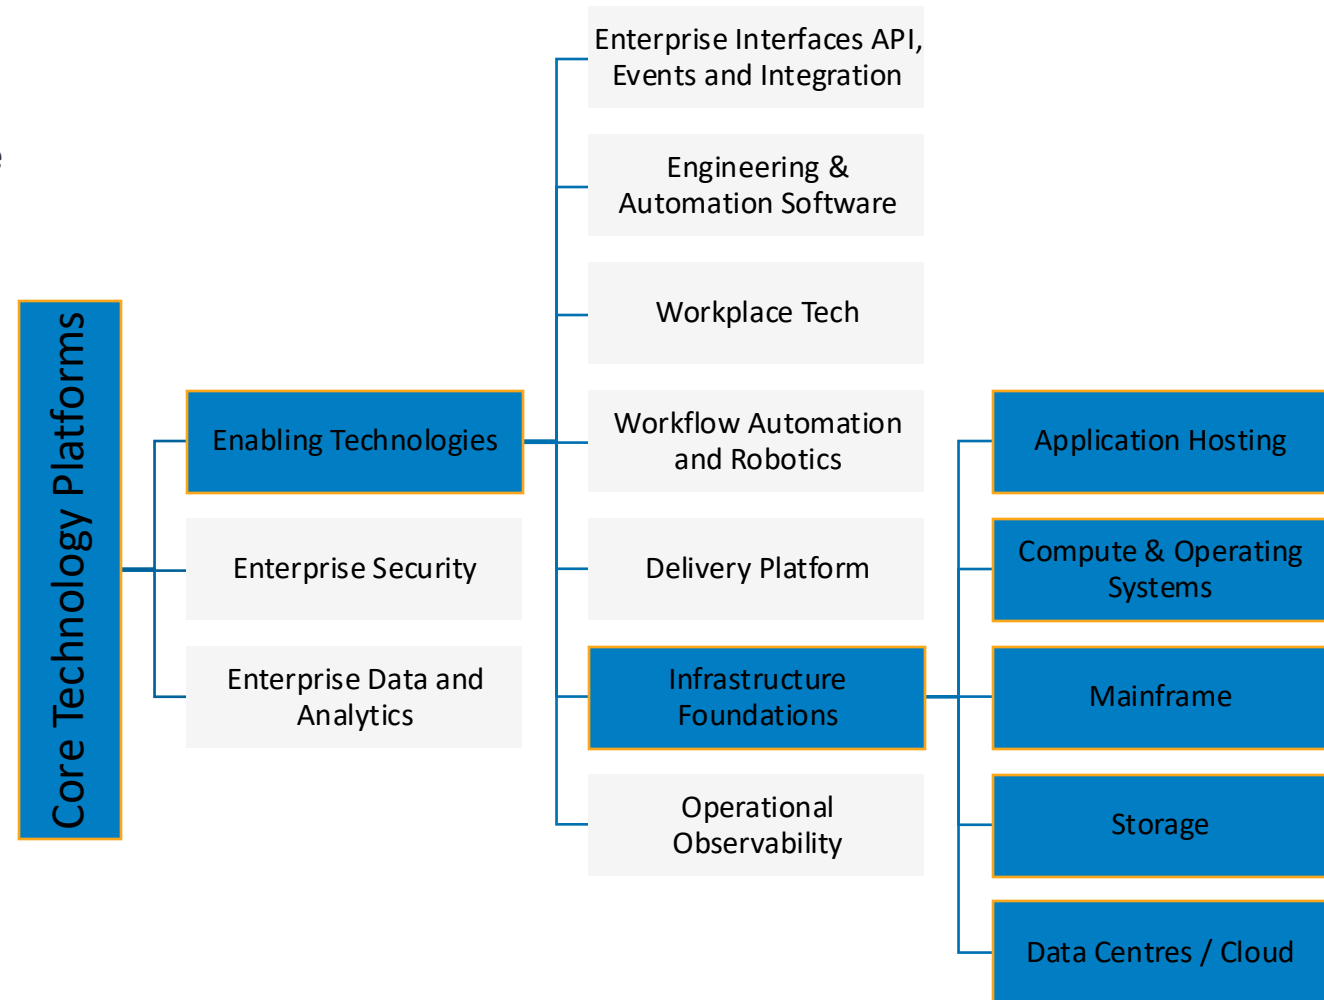 Enterprise Interfaces API,
Events and Integration
e
Engineering &
Automation Software
Workplace Tech
Core Technology Platforms
Enabling Technologies
Workflow Automation
and Robotics
Application Hosting
Enterprise Security
Delivery Platform
Compute & Operating
Systems
Enterprise Data and
Analytics
Infrastructure
Foundations
Mainframe
Operational
Observability
Storage
Data Centres / Cloud